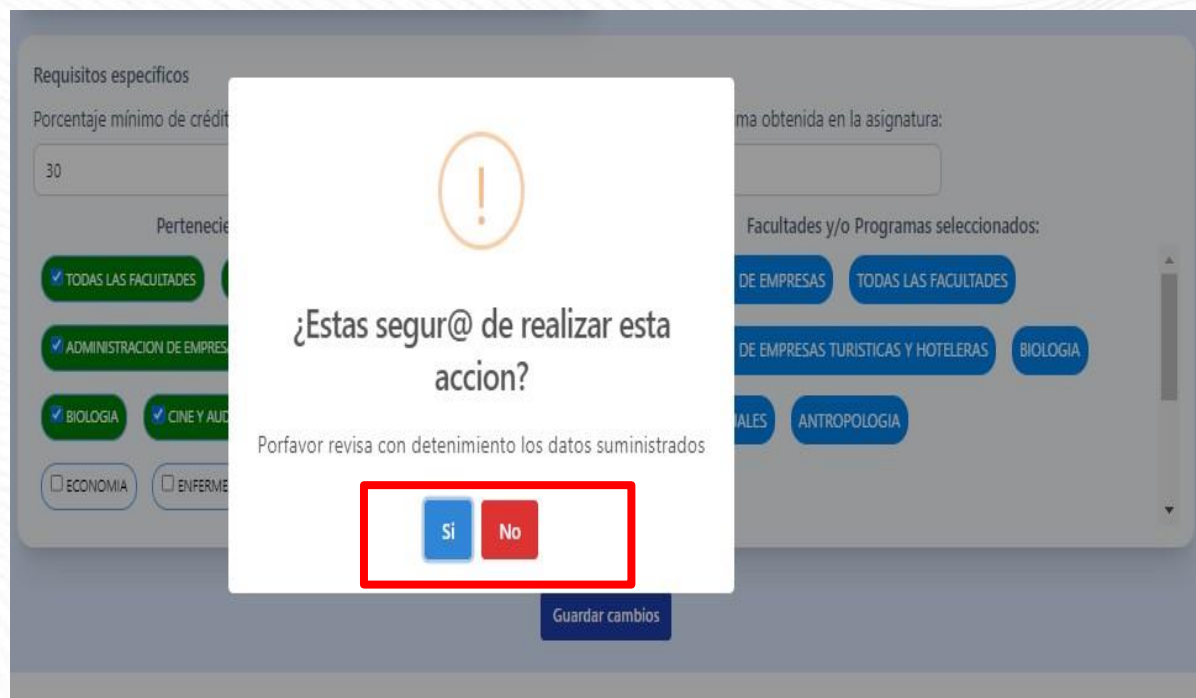 Requisitos específicos
Porcentaje mínimo de crédit
ma obtenida en la asignatura:
30
Pertenecie
Facultades y/o Programas seleccionados:
TODAS LAS FACULTADES
DE EMPRESAS TODAS LAS FACULTADES
¿Estas segur@ de realizar esta
accion?
ADMINISTRACION DE EMPRES
DE EMPRESAS TURISTICAS Y HOTELERAS BIOLOGIA
BIOLOGIA CINE Y AUD
ALES ANTROPOLOGIA
Porfavor revisa con detenimiento los datos suministrados
ECONOMIA ENFERME
Si No
Guardar cambios